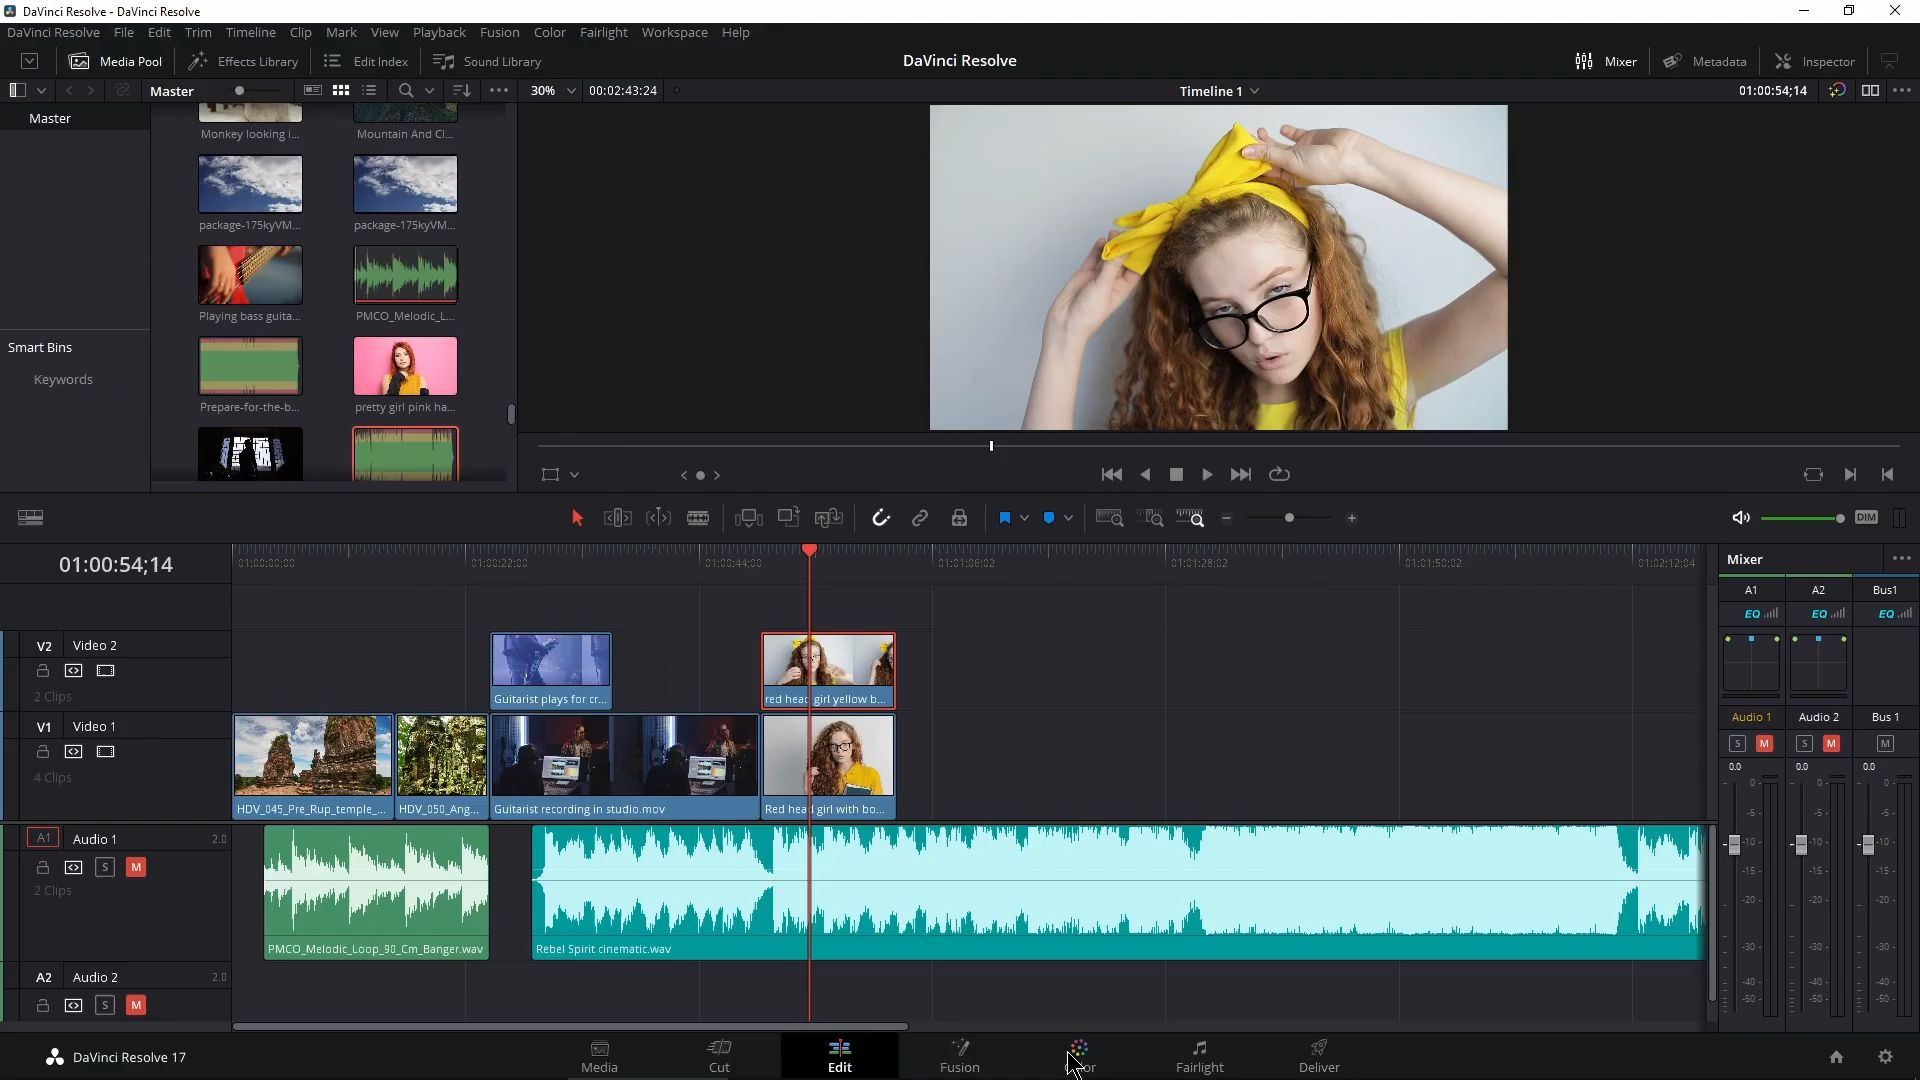 DaVinci Resolve - DaVinci Resolve
DaVinci Resolve File Edit Trim Timeline Clip Mark View Playback Fusion Color Fairlight Workspace Help
Media Pool Effects Library Edit Index Sound Library DaVinci Resolve Mixer Metadata Inspector
Master 30% 00:02:43:24 Timeline 1 01:00:54;14
Master
Monkey looking i... Mountain And Cl...
package-175kyVM... package-175kyVM...
Playing bass guita... PMCO_Melodic_L...
Smart Bins
Keywords
Prepare-for-the-b... pretty girl pink ha...
DIM
01:00:54;14
01:00:00;00 01:00:22;00 01:00:44;00 01:01:06;02 01:01:28;02 01:01:50;02 01:02:12;04
Mixer
A1 A2 Bus1
EQ EQ EQ
V2 Video 2
2 Clips
Guitarist plays for cr... red head girl yellow b...
V1 Video 1
4 Clips
HDV_045_Pre_Rup_temple_... HDV_050_Ang... Guitarist recording in studio.mov Red head girl with bo...
Audio 1 Audio 2 Bus 1
S M S M M
0.0 0.0 0.0
0- 0- 0-
-5- -5- -5-
-10- -10- -10-
-15- -15- -15-
-20- -20- -20-
-30- -30- -30-
-40- -40- -40-
-50- -50- -50-
A1 Audio 1 2.0
S M
2 Clips
PMCO_Melodic_Loop_90_Cm_Banger.wav Rebel Spirit cinematic.wav
A2 Audio 2 2.0
S M
DaVinci Resolve 17
Media Cut Edit Fusion Fairlight Deliver